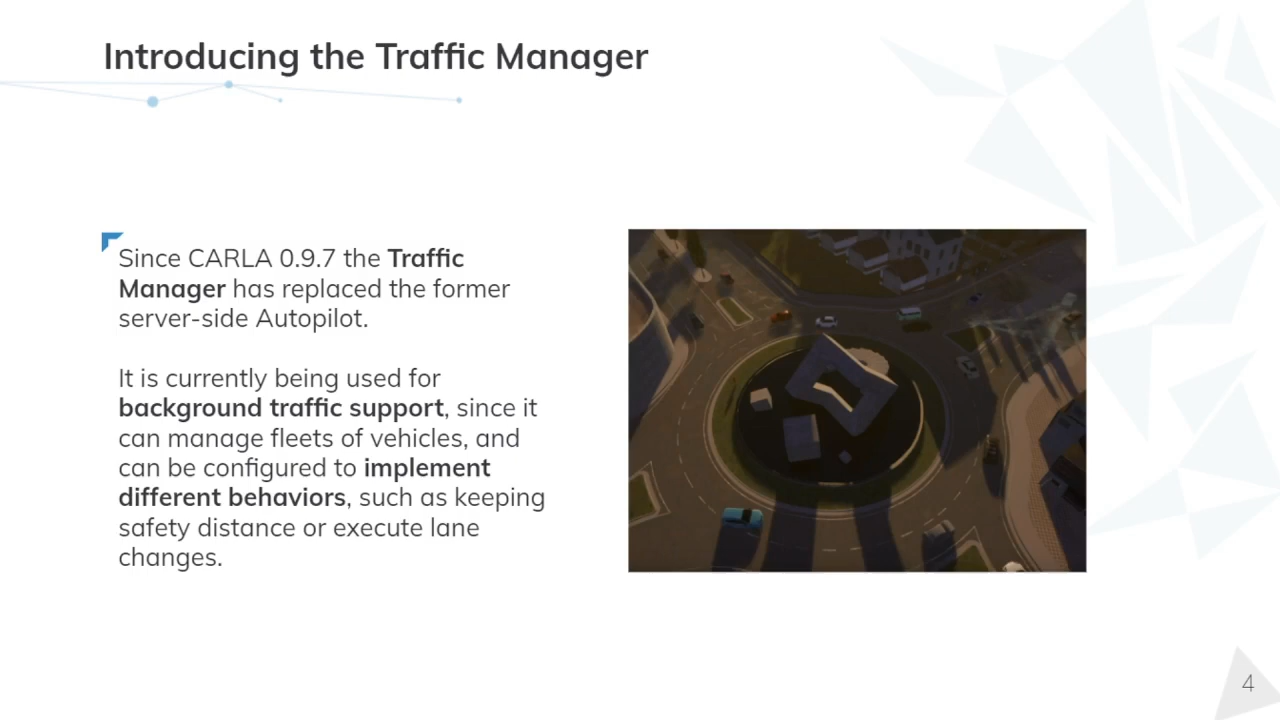 Introducing the Traffic Manager
Since CARLA 0.9.7 the Traffic
Manager has replaced the former
server-side Autopilot.
It is currently being used for
background traffic support, since it
can manage fleets of vehicles, and
can be configured to implement
different behaviors, such as keeping
safety distance or execute lane
changes.
4